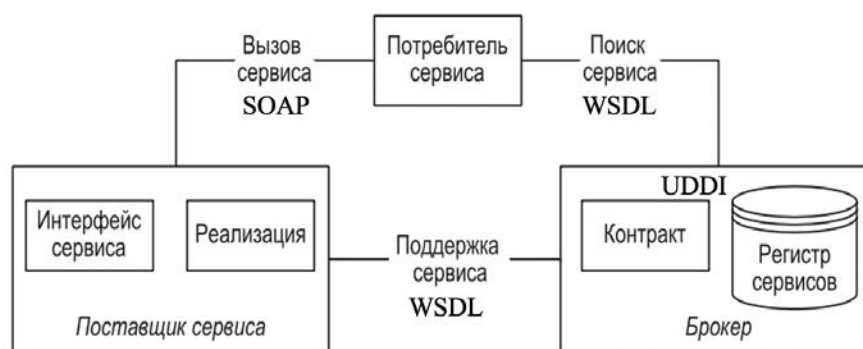 Вызов
сервиса
SOAP
Потребитель
сервиса
Поиск
сервиса
WSDL
Интерфейс
сервиса
Реализация
Поставщик сервиса
Поддержка
сервиса
WSDL
UDDI
Контракт
Регистр
сервисов
Брокер